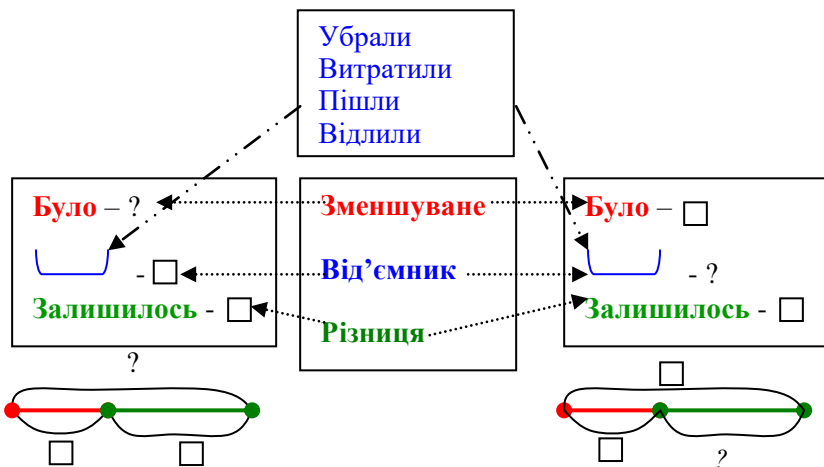 Убрали
Витратили
Пішли
Відлили
Було – ?
- 
Залишилось -
Зменшуване
Від’ємник
Різниця
Було –
- ?
Залишилось -
?
?